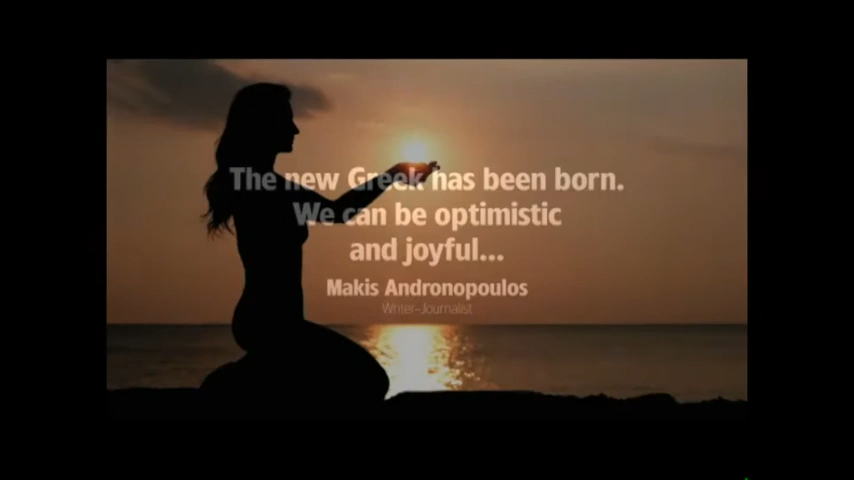 The new Greek has been born.
We can be optimistic
and joyful...
Makis Andronopoulos
Writer-Journalist